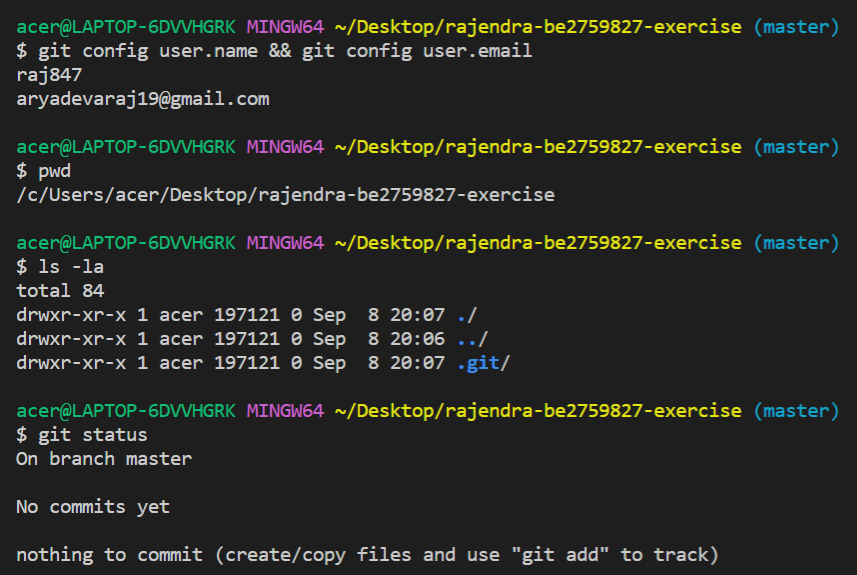 acer@LAPTOP-6DVVHGRK MINGW64 ~/Desktop/rajendra-be2759827-exercise (master)
$ git config user.name && git config user.email
raj847
aryadevaraj19@gmail.com
acer@LAPTOP-6DVVHGRK MINGW64 ~/Desktop/rajendra-be2759827-exercise (master)
$ pwd
/c/Users/acer/Desktop/rajendra-be2759827-exercise
acer@LAPTOP-6DVVHGRK MINGW64 ~/Desktop/rajendra-be2759827-exercise (master)
$ ls -la
total 84
drwxr-xr-x 1 acer 197121 0 Sep  8 20:07 ./
drwxr-xr-x 1 acer 197121 0 Sep  8 20:06 ../
drwxr-xr-x 1 acer 197121 0 Sep  8 20:07 .git/
acer@LAPTOP-6DVVHGRK MINGW64 ~/Desktop/rajendra-be2759827-exercise (master)
$ git status
On branch master
No commits yet
nothing to commit (create/copy files and use "git add" to track)